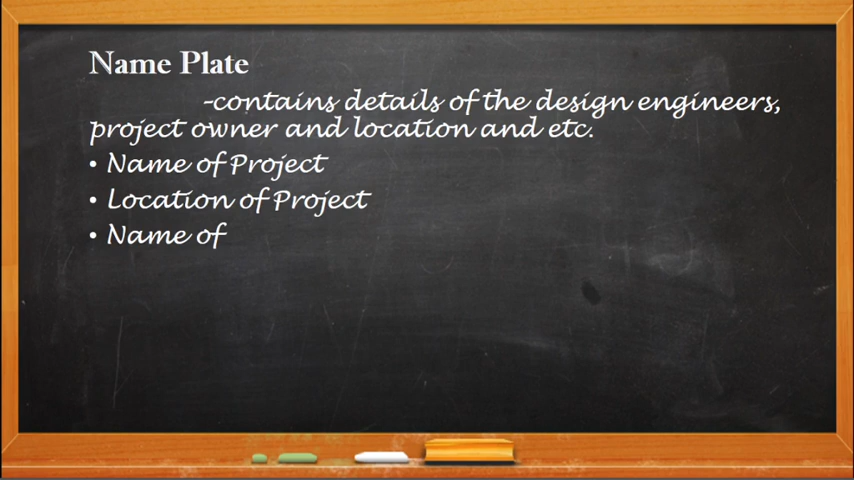 Name Plate
-contains details of the design engineers,
project owner and location and etc.
• Name of Project
• Location of Project
• Name of